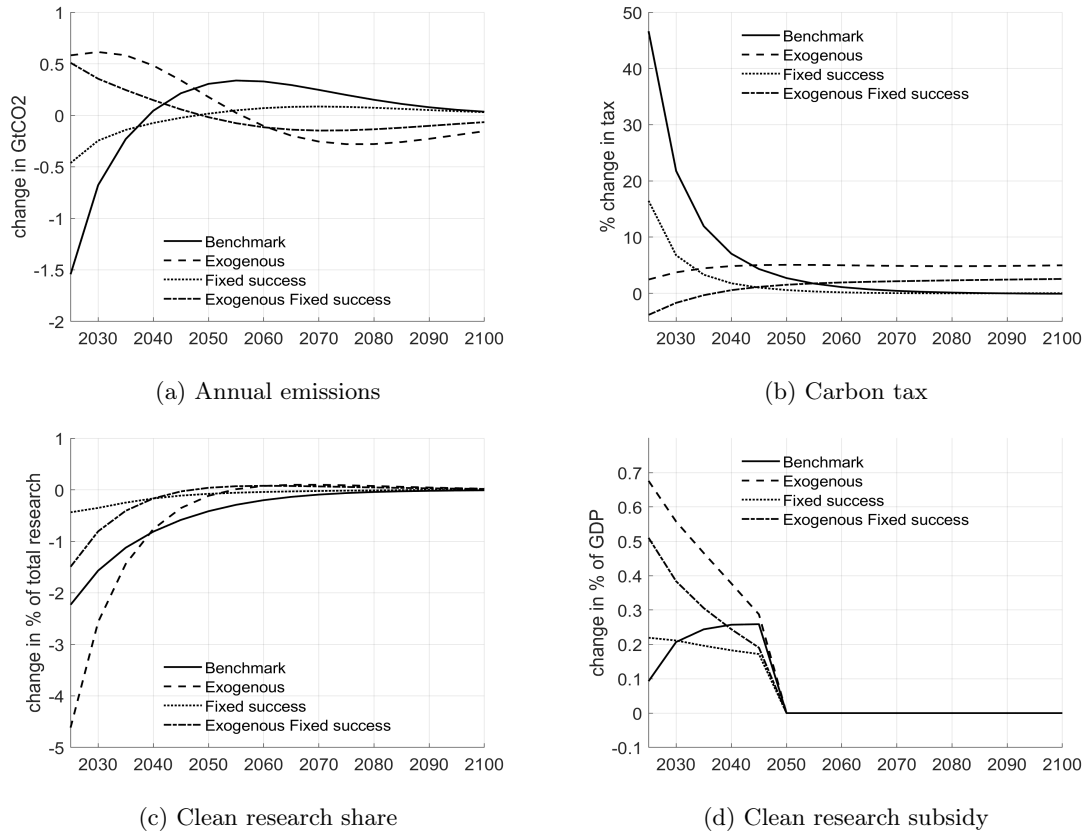 1
0.5
0
-0.5
-1
-1.5
-2
change in GtCO2
Benchmark
Exogenous
Fixed success
Exogenous Fixed success
2030 2040 2050 2060 2070 2080 2090 2100
(a) Annual emissions
50
40
30
20
10
0
% change in tax
Benchmark
Exogenous
Fixed success
Exogenous Fixed success
2030 2040 2050 2060 2070 2080 2090 2100
(b) Carbon tax
1
0
-1
-2
-3
-4
-5
change in % of total research
Benchmark
Exogenous
Fixed success
Exogenous Fixed success
2030 2040 2050 2060 2070 2080 2090 2100
(c) Clean research share
0.7
0.6
0.5
0.4
0.3
0.2
0.1
0
-0.1
change in % of GDP
Benchmark
Exogenous
Fixed success
Exogenous Fixed success
2030 2040 2050 2060 2070 2080 2090 2100
(d) Clean research subsidy